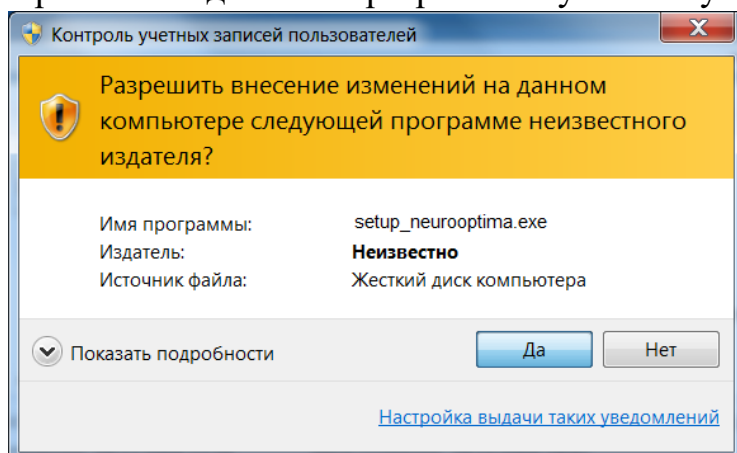 Контроль учетных записей пользователей
Разрешить внесение изменений на данном
компьютере следующей программе неизвестного
издателя?
Имя программы: setup_neurooptima.exe
Издатель: Неизвестно
Источник файла: Жесткий диск компьютера
Показать подробности Да Нет
Настройка выдачи таких уведомлений